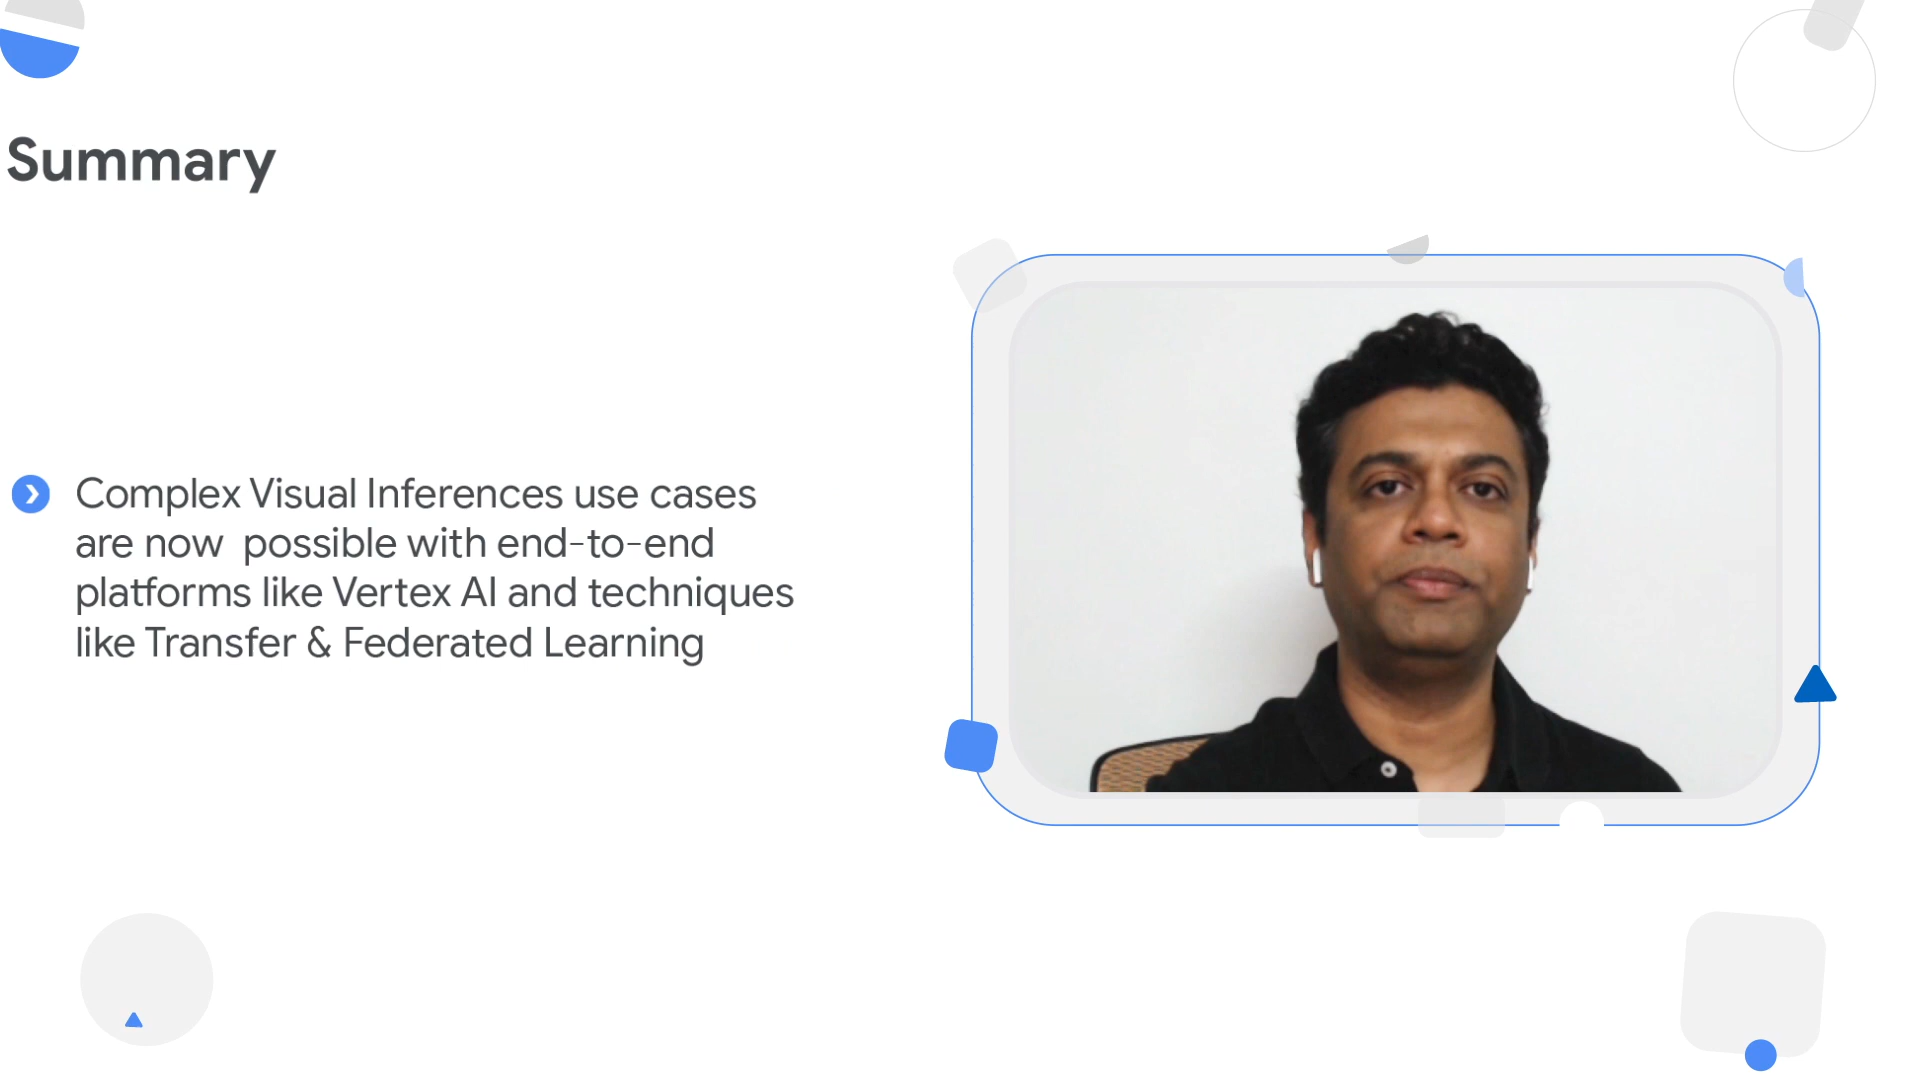 Summary
Complex Visual Inferences use cases
are now  possible with end-to-end
platforms like Vertex AI and techniques
like Transfer & Federated Learning